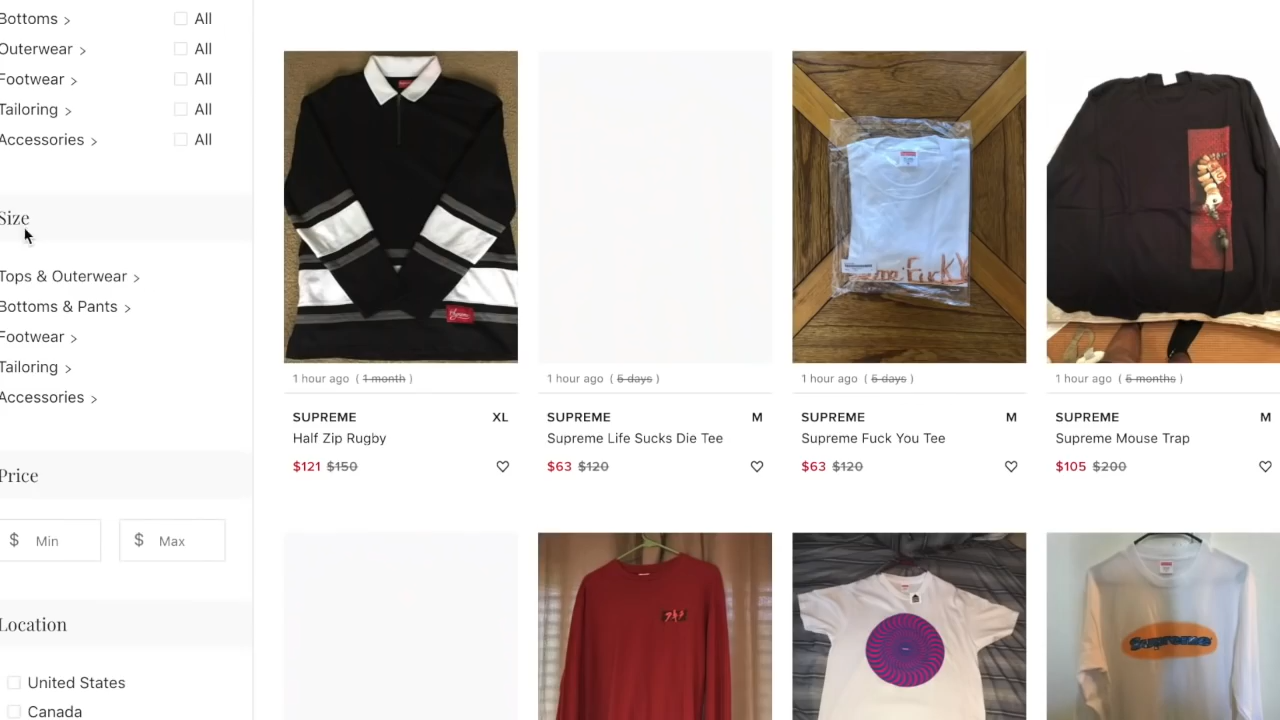 Bottoms >
All
Outerwear >
All
Footwear >
All
Tailoring >
All
Accessories >
All
Size
Tops & Outerwear >
Bottoms & Pants >
Footwear >
Tailoring >
Accessories >
Price
$ Min
$ Max
Location
United States
Canada
1 hour ago ( 1 month )
SUPREME XL
Half Zip Rugby
$121 $150
1 hour ago ( 5 days )
SUPREME M
Supreme Life Sucks Die Tee
$63 $120
1 hour ago ( 5 days )
SUPREME M
Supreme Fuck You Tee
$63 $120
1 hour ago ( 5 months )
SUPREME M
Supreme Mouse Trap
$105 $200
Supreme